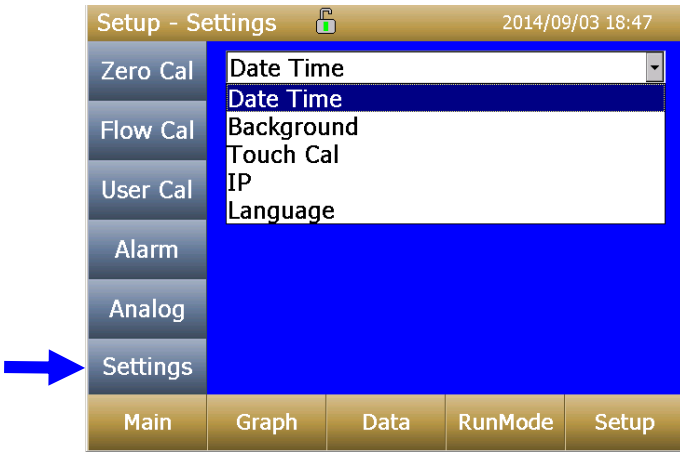 Setup - Settings
2014/09/03 18:47
Zero Cal
Flow Cal
User Cal
Alarm
Analog
Settings
Date Time
Date Time
Background
Touch Cal
IP
Language
Main
Graph
Data
RunMode
Setup